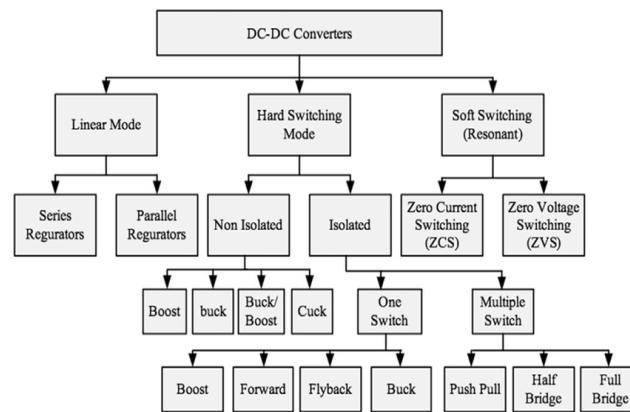 DC-DC Converters
Linear Mode
Hard Switching
Mode
Soft Switching
(Resonant)
Series
Regurators
Parallel
Regurators
Non Isolated
Isolated
Zero Current
Switching
(ZCS)
Zero Voltage
Switching
(ZVS)
Boost
buck
Buck/
Boost
Cuck
One
Switch
Multiple
Switch
Boost
Forward
Flyback
Buck
Push Pull
Half
Bridge
Full
Bridge